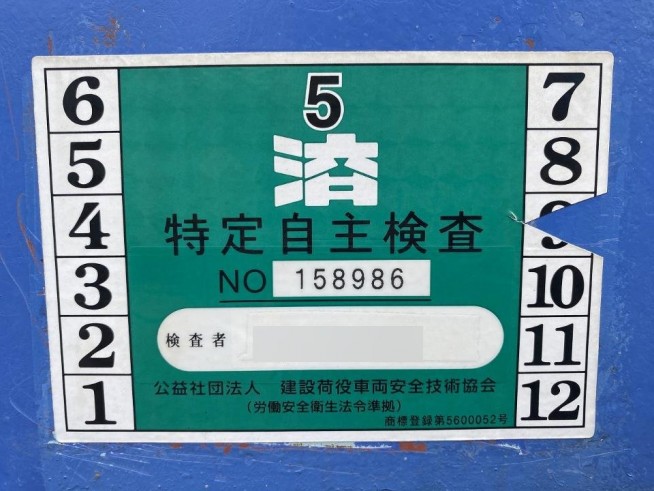 5
済
特定自主検査
NO 158986
検査者
公益社団法人 建設荷役車両安全技術協会
(労働安全衛生法令準拠)
商標登録第5600052号
6
5
4
3
2
1
7
8
9
10
11
12